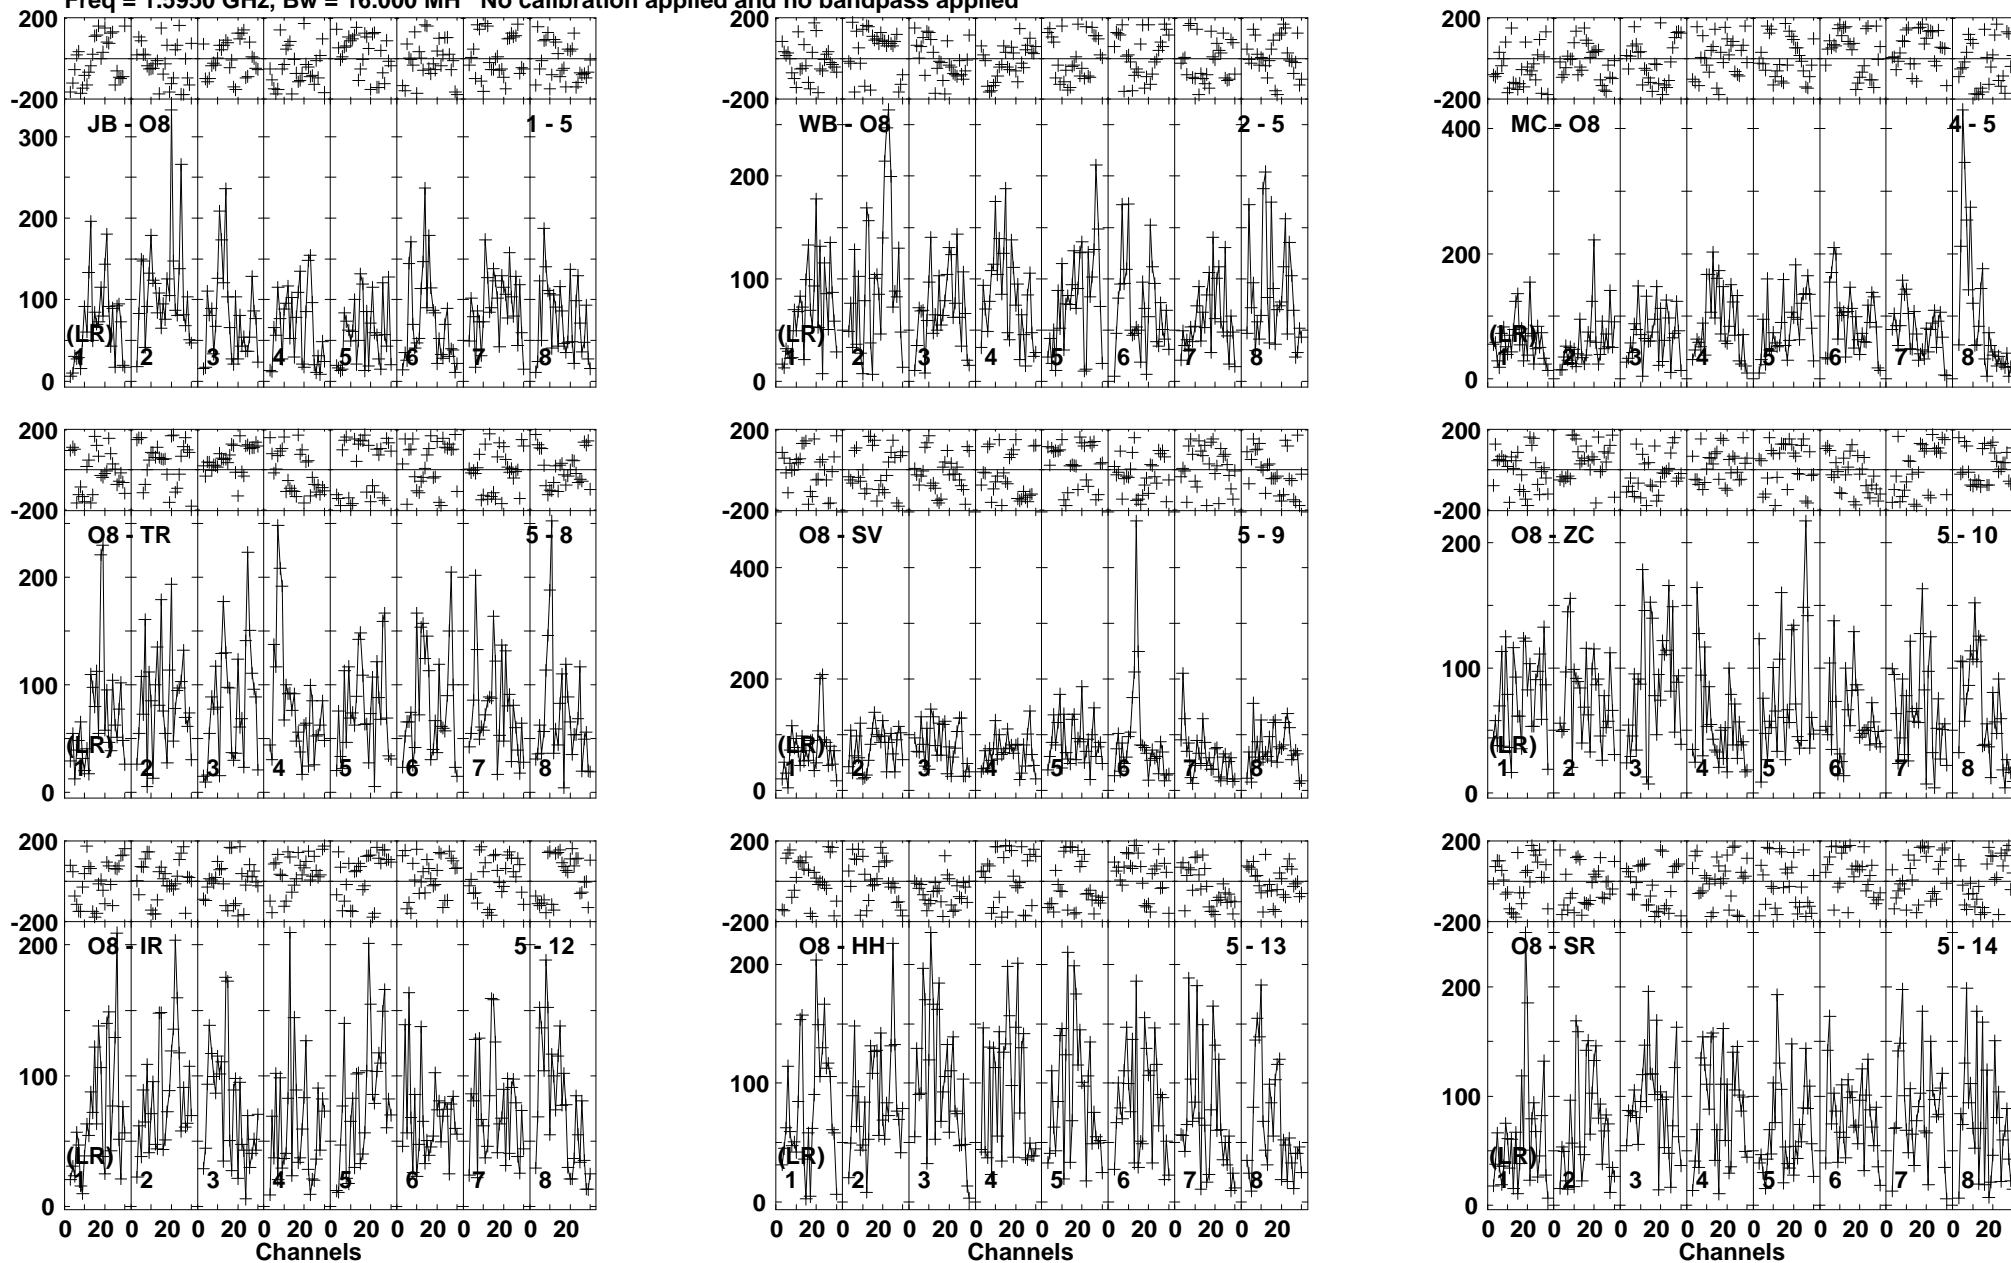 Freq = 1.5950 GHz, Bw = 16.000 MH No calibration applied and no bandpass applied
200 200 200
-200 -200 -200
JB - O8 1 - 5 WB - O8 2 - 5 MC - O8 4 - 5
300 200 400
200 100 200
100 0 0
0
(LR) (LR) (LR)
1 2 3 4 5 6 7 8 1 2 3 4 5 6 7 8 1 2 3 4 5 6 7 8
200 200 200
-200 -200 -200
O8 - TR 5 - 8 O8 - SV 5 - 9 O8 - ZC 5 - 10
200 400 200
100 200 100
0 0 0
(LR) (LR) (LR)
1 2 3 4 5 6 7 8 1 2 3 4 5 6 7 8 1 2 3 4 5 6 7 8
200 200 200
-200 -200 -200
O8 - IR 5 - 12 O8 - HH 5 - 13 O8 - SR 5 - 14
200 200 200
100 100 100
0 0 0
(LR) (LR) (LR)
1 2 3 4 5 6 7 8 1 2 3 4 5 6 7 8 1 2 3 4 5 6 7 8
0 20 0 20 0 20 0 20 0 20 0 20 0 20 0 20 0 20 0 20 0 20 0 20 0 20 0 20 0 20 0 20 0 20 0 20 0 20 0 20 0 20 0 20 0 20 0 20
Channels Channels Channels